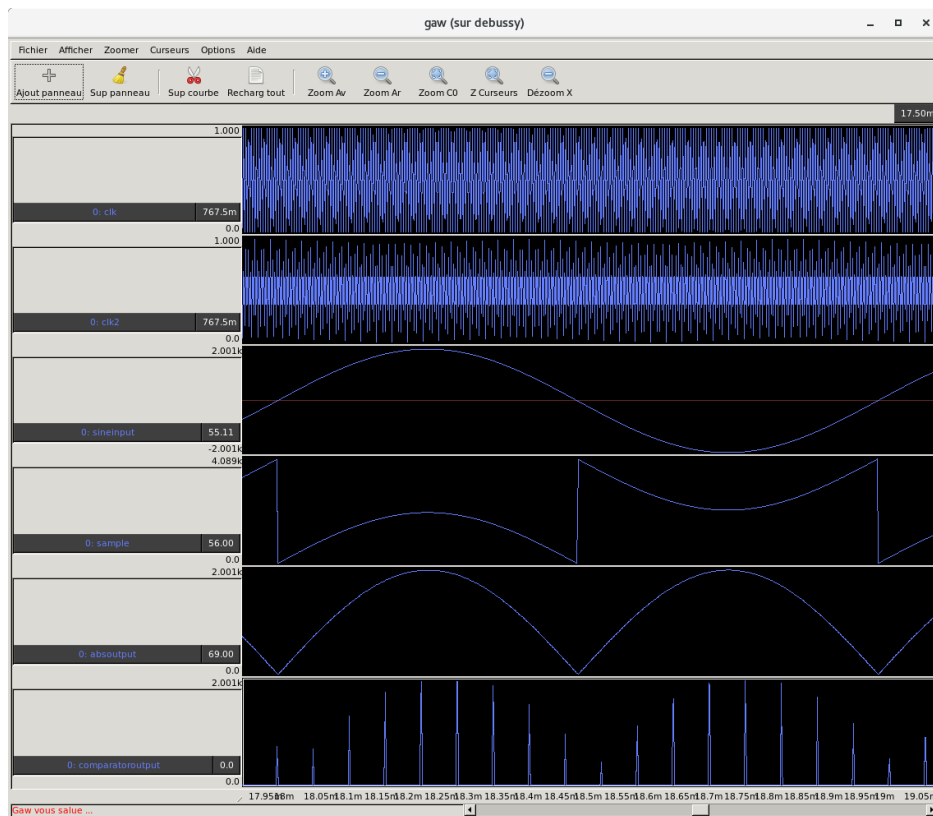 gaw (sur debussy)
Fichier Afficher Zoomer Curseurs Options Aide
Ajout panneau Sup panneau Sup courbe Recharg tout Zoom Av Zoom Ar Zoom C0 Z Curseurs Dézoom X
17.50m
1.000
0: clk 767.5m
0.0
1.000
0: clk2 767.5m
0.0
2.001k
0: sineinput 55.11
-2.001k
4.089k
0: sample 56.00
0.0
2.001k
0: absoutput 69.00
0.0
2.001k
0: comparatoroutput 0.0
0.0
17.95m 18m 18.05m 18.1m 18.15m 18.2m 18.25m 18.3m 18.35m 18.4m 18.45m 18.5m 18.55m 18.6m 18.65m 18.7m 18.75m 18.8m 18.85m 18.9m 18.95m 19m 19.05m
Gaw vous salue ...